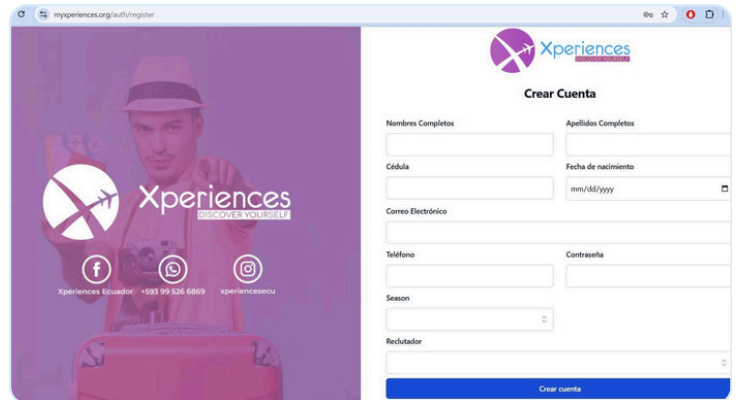 myxperiences.org/auth/register
Xperiences
DISCOVER YOURSELF
Xperiences Ecuador +593 99 526 6869 xperiencesecu
Xperiences
DISCOVER YOURSELF
Crear Cuenta
Nombres Completos Apellidos Completos
Cédula Fecha de nacimiento
mm/dd/yyyy
Correo Electrónico
Teléfono Contraseña
Season
Reclutador
Crear cuenta